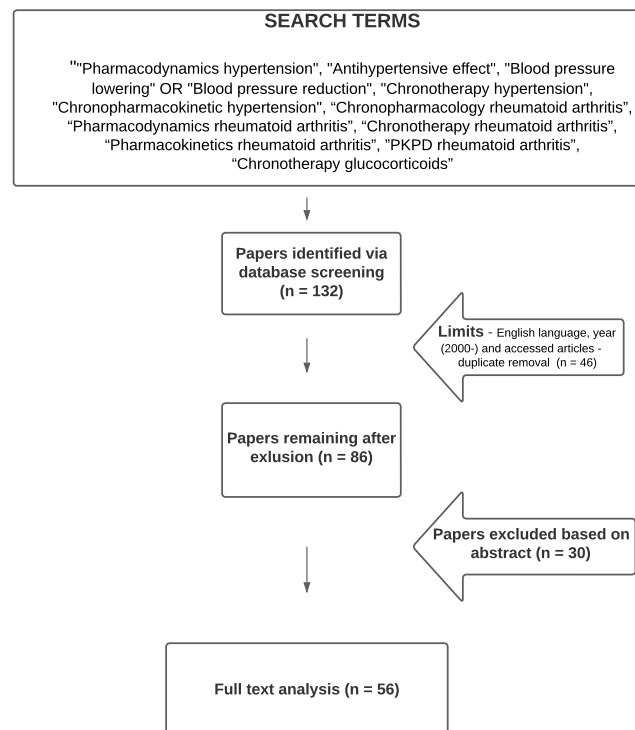 SEARCH TERMS
""Pharmacodynamics hypertension", "Antihypertensive effect", "Blood pressure
lowering" OR "Blood pressure reduction", "Chronotherapy hypertension",
"Chronopharmacokinetic hypertension", “Chronopharmacology rheumatoid arthritis”,
“Pharmacodynamics rheumatoid arthritis”, “Chronotherapy rheumatoid arthritis”,
“Pharmacokinetics rheumatoid arthritis”, ”PKPD rheumatoid arthritis”,
“Chronotherapy glucocorticoids”
Papers identified via
database screening
(n = 132)
Limits - English language, year
(2000-) and accessed articles -
duplicate removal (n = 46)
Papers remaining after
exlusion (n = 86)
Papers excluded based on
abstract (n = 30)
Full text analysis (n = 56)